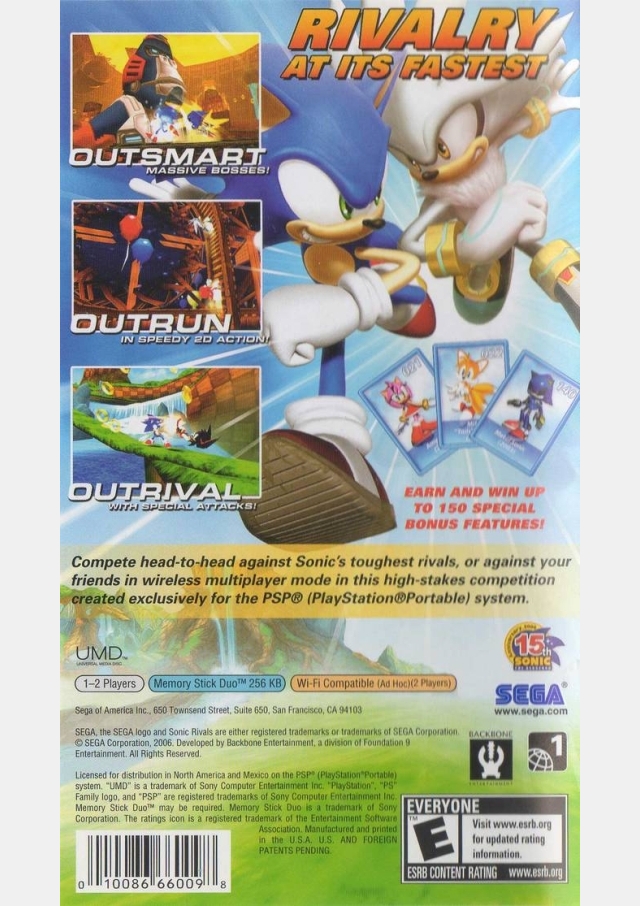 RIVALRY
AT ITS FASTEST
OUTSMART
MASSIVE BOSSES!
OUTRUN
IN SPEEDY 2D ACTION!
OUTRIVAL
WITH SPECIAL ATTACKS!
EARN AND WIN UP
TO 150 SPECIAL
BONUS FEATURES!
Compete head-to-head against Sonic's toughest rivals, or against your
friends in wireless multiplayer mode in this high-stakes competition
created exclusively for the PSP® (PlayStation®Portable) system.
UMD™
UNIVERSAL MEDIA DISC
15th
SONIC
1–2 Players
Memory Stick Duo™ 256 KB
Wi-Fi Compatible (Ad Hoc)(2 Players)
SEGA®
www.sega.com
Sega of America Inc., 650 Townsend Street, Suite 650, San Francisco, CA 94103
SEGA, the SEGA logo and Sonic Rivals are either registered trademarks or trademarks of SEGA Corporation.
© SEGA Corporation, 2006. Developed by Backbone Entertainment, a division of Foundation 9
Entertainment. All Rights Reserved.
BACKBONE
ENTERTAINMENT
1
Licensed for distribution in North America and Mexico on the PSP® (PlayStation®Portable)
system. "UMD" is a trademark of Sony Computer Entertainment Inc. "PlayStation", "PS"
Family logo, and "PSP" are registered trademarks of Sony Computer Entertainment Inc.
Memory Stick Duo™ may be required. Memory Stick Duo is a trademark of Sony
Corporation. The ratings icon is a registered trademark of the Entertainment Software
Association. Manufactured and printed
in the U.S.A. U.S. AND FOREIGN
PATENTS PENDING.
EVERYONE
E
™
Visit www.esrb.org
for updated rating
information.
ESRB CONTENT RATING www.esrb.org
0 10086 66009 8